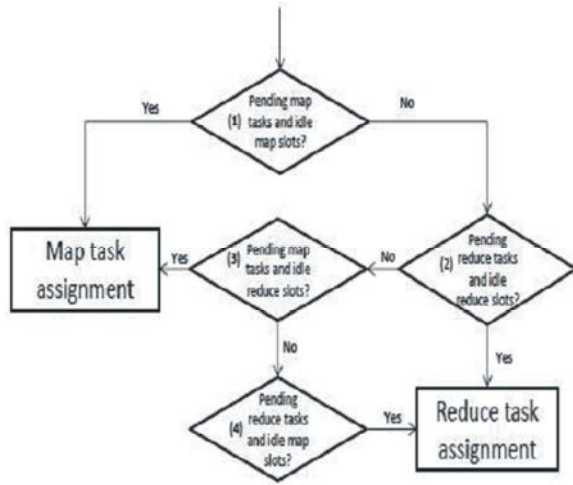 Pending map
Yes
No
(1) tasks and idle
map slots?
Map task
assignment
Yes
(3) Pending map
tasks and idle
reduce slots?
No
Pending
(2) reduce tasks
and idle
reduce slots?
No
Yes
Pending
reduce tasks
(4) and idle map
slots?
Yes
Reduce task
assignment